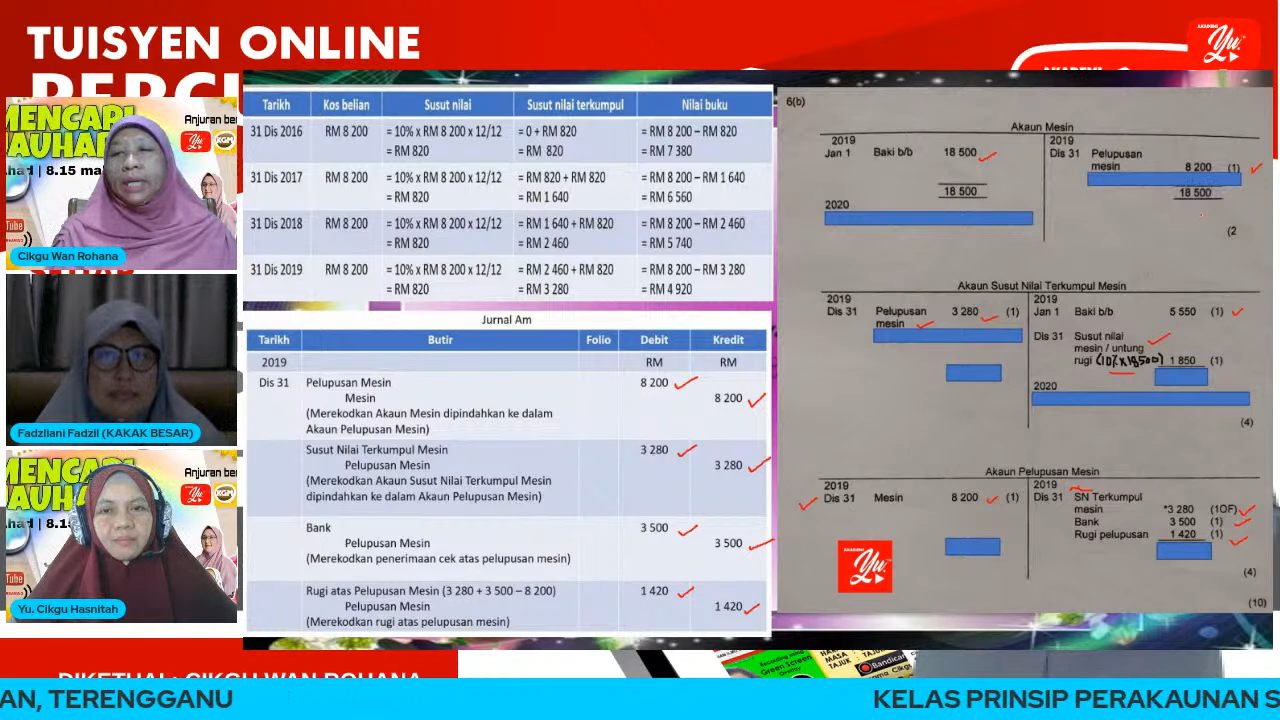 TUISYEN ONLINE
AKADEMI
Yu.
MENCARI
Anjuran ber
Cikgu Wan Rohana
Fadzliani Fadzil (KAKAK BESAR)
MENCARI
Anjuran ber
Yu. Cikgu Hasnitah
Tarikh Kos belian Susut nilai Susut nilai terkumpul Nilai buku
31 Dis 2016 RM 8 200 = 10% x RM 8 200 x 12/12 = 0 + RM 820 = RM 8 200 – RM 820
= RM 820 = RM 820 = RM 7 380
31 Dis 2017 RM 8 200 = 10% x RM 8 200 x 12/12 = RM 820 + RM 820 = RM 8 200 – RM 1 640
= RM 820 = RM 1 640 = RM 6 560
31 Dis 2018 RM 8 200 = 10% x RM 8 200 x 12/12 = RM 1 640 + RM 820 = RM 8 200 – RM 2 460
= RM 820 = RM 2 460 = RM 5 740
31 Dis 2019 RM 8 200 = 10% x RM 8 200 x 12/12 = RM 2 460 + RM 820 = RM 8 200 – RM 3 280
= RM 820 = RM 3 280 = RM 4 920
Jurnal Am
Tarikh Butir Folio Debit Kredit
2019 RM RM
Dis 31 Pelupusan Mesin 8 200
Mesin 8 200
(Merekodkan Akaun Mesin dipindahkan ke dalam
Akaun Pelupusan Mesin)
Susut Nilai Terkumpul Mesin 3 280
Pelupusan Mesin 3 280
(Merekodkan Akaun Susut Nilai Terkumpul Mesin
dipindahkan ke dalam Akaun Pelupusan Mesin)
Bank 3 500
Pelupusan Mesin 3 500
(Merekodkan penerimaan cek atas pelupusan mesin)
Rugi atas Pelupusan Mesin (3 280 + 3 500 – 8 200) 1 420
Pelupusan Mesin 1 420
(Merekodkan rugi atas pelupusan mesin)
6(b)
Akaun Mesin
2019 2019
Jan 1 Baki b/b 18 500 Dis 31 Pelupusan
mesin 8 200 (1)
18 500 18 500
2020
(2
Akaun Susut Nilai Terkumpul Mesin
2019 2019
Dis 31 Pelupusan 3 280 (1) Jan 1 Baki b/b 5 550 (1)
mesin
Dis 31 Susut nilai
mesin / untung
rugi (10% x 18500) 1 850 (1)
2020
(4)
Akaun Pelupusan Mesin
2019 2019
Dis 31 Mesin 8 200 (1) Dis 31 SN Terkumpul
mesin *3 280 (1OF)
Bank 3 500 (1)
Rugi pelupusan 1 420 (1)
AKADEMI
Yu.
(4)
(10)
AN, TERENGGANU
KELAS PRINSIP PERAKAUNAN S